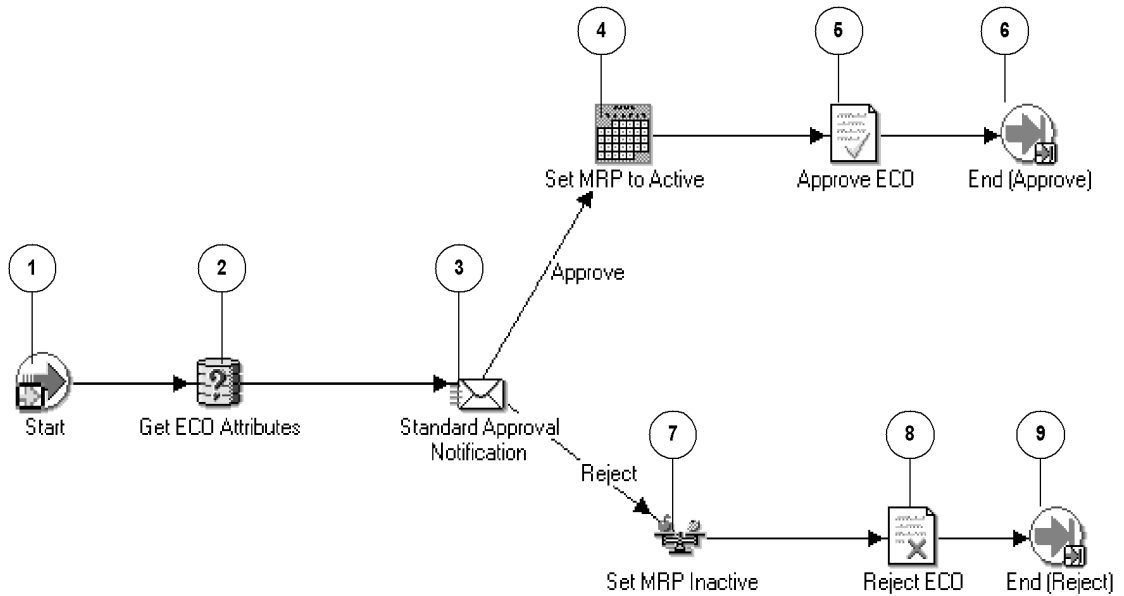 4
5
6
Set MRP to Active
Approve ECO
End (Approve)
Approve
1
2
3
Start
Get ECO Attributes
Standard Approval
Notification
Reject
7
8
9
Set MRP Inactive
Reject ECO
End (Reject)